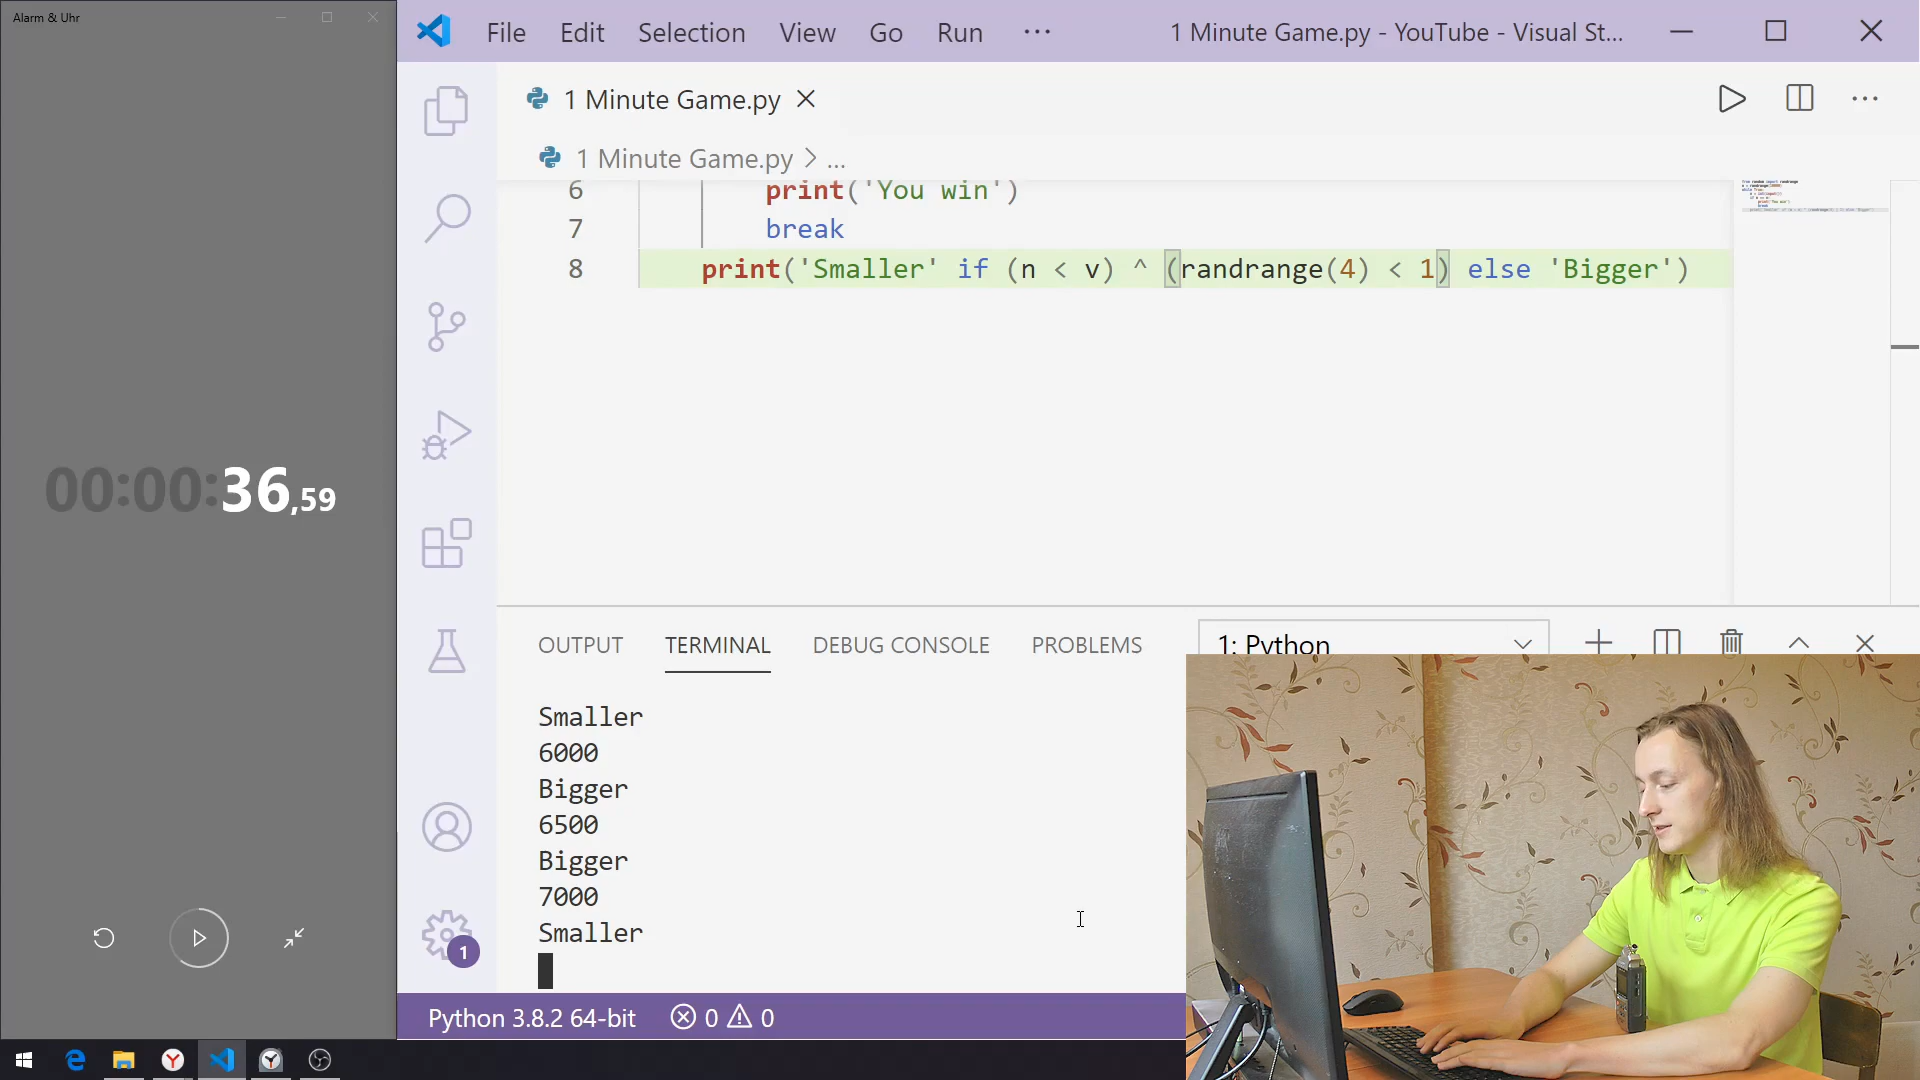 Alarm & Uhr
00:00:36,59
File Edit Selection View Go Run ···
1 Minute Game.py - YouTube - Visual St...
1 Minute Game.py
1 Minute Game.py > ...
6 print('You win')
7 break
8 print('Smaller' if (n < v) ^ (randrange(4) < 1) else 'Bigger')
OUTPUT TERMINAL DEBUG CONSOLE PROBLEMS
1: Python
Smaller
6000
Bigger
6500
Bigger
7000
Smaller
1
Python 3.8.2 64-bit 0 0